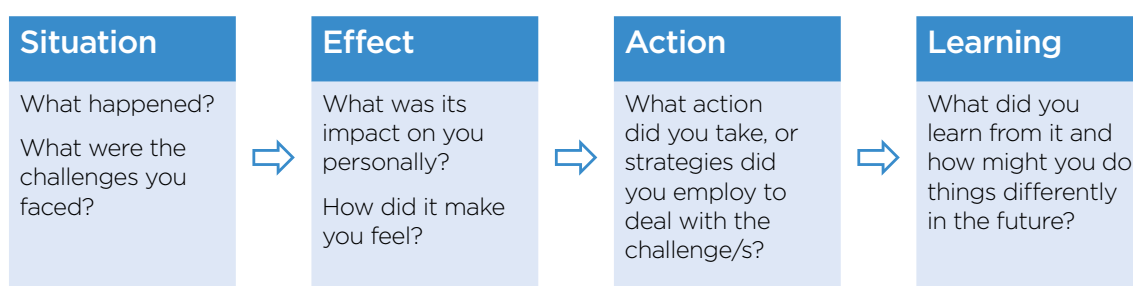 Situation
What happened?
What were the
challenges you
faced?
Effect
What was its
impact on you
personally?
How did it make
you feel?
Action
What action
did you take, or
strategies did
you employ to
deal with the
challenge/s?
Learning
What did you
learn from it and
how might you do
things differently
in the future?